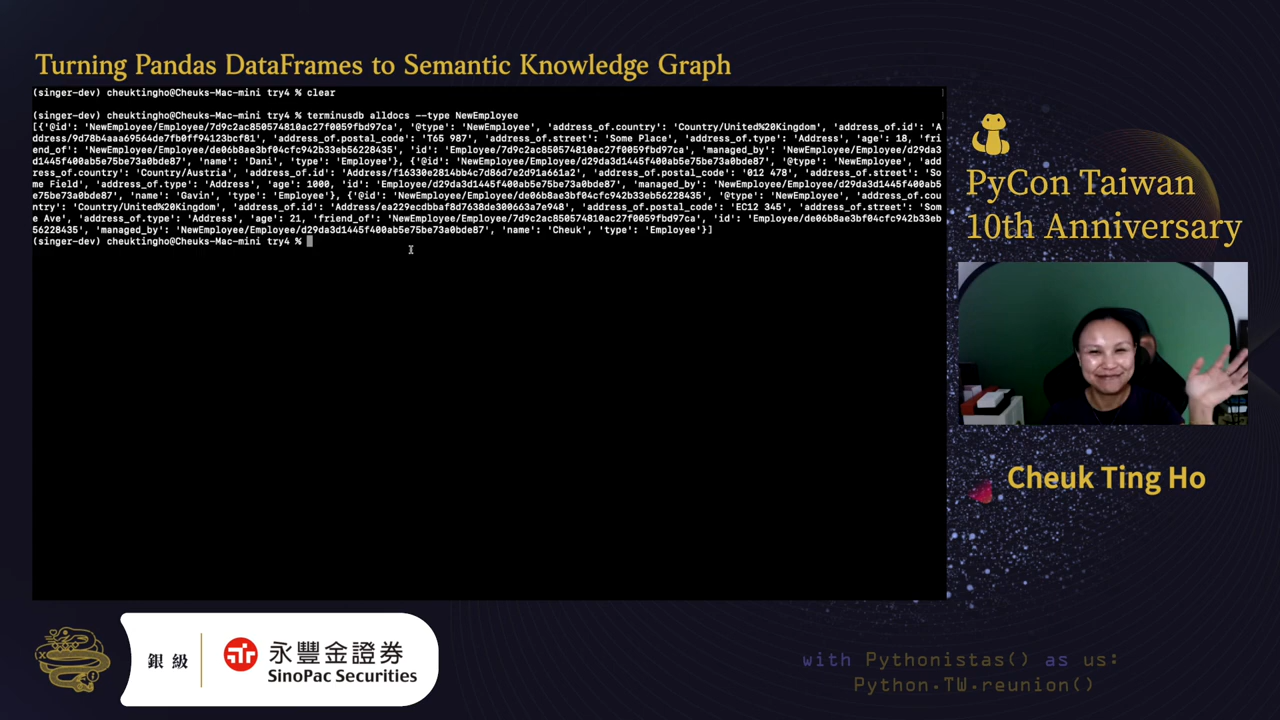 Turning Pandas DataFrames to Semantic Knowledge Graph
(singer-dev) cheuktingho@Cheuks-Mac-mini try4 % clear
(singer-dev) cheuktingho@Cheuks-Mac-mini try4 % terminusdb alldocs --type NewEmployee
[{'@id': 'NewEmployee/Employee/7d9c2ac850574810ac27f0059fbd97ca', '@type': 'NewEmployee', 'address_of.country': 'Country/United%20Kingdom', 'address_of.id': 'A
ddress/9d78b4aaa69564de7fb0ff94123bcf81', 'address_of.postal_code': 'T65 987', 'address_of.street': 'Some Place', 'address_of.type': 'Address', 'age': 18, 'fri
end_of': 'NewEmployee/Employee/de06b8ae3bf04cfc942b33eb56228435', 'id': 'Employee/7d9c2ac850574810ac27f0059fbd97ca', 'managed_by': 'NewEmployee/Employee/d29da3
d1445f400ab5e75be73a0bde87', 'name': 'Dani', 'type': 'Employee'}, {'@id': 'NewEmployee/Employee/d29da3d1445f400ab5e75be73a0bde87', '@type': 'NewEmployee', 'add
ress_of.country': 'Country/Austria', 'address_of.id': 'Address/f16330e2814bb4c7d86d7e2d91a661a2', 'address_of.postal_code': '012 478', 'address_of.street': 'So
me Field', 'address_of.type': 'Address', 'age': 1000, 'id': 'Employee/d29da3d1445f400ab5e75be73a0bde87', 'managed_by': 'NewEmployee/Employee/d29da3d1445f400ab5
e75be73a0bde87', 'name': 'Gavin', 'type': 'Employee'}, {'@id': 'NewEmployee/Employee/de06b8ae3bf04cfc942b33eb56228435', '@type': 'NewEmployee', 'address_of.cou
ntry': 'Country/United%20Kingdom', 'address_of.id': 'Address/ea229ecdbbaf8d7638de300663a7e948', 'address_of.postal_code': 'EC12 345', 'address_of.street': 'Som
e Ave', 'address_of.type': 'Address', 'age': 21, 'friend_of': 'NewEmployee/Employee/7d9c2ac850574810ac27f0059fbd97ca', 'id': 'Employee/de06b8ae3bf04cfc942b33eb
56228435', 'managed_by': 'NewEmployee/Employee/d29da3d1445f400ab5e75be73a0bde87', 'name': 'Cheuk', 'type': 'Employee'}]
(singer-dev) cheuktingho@Cheuks-Mac-mini try4 %
PyCon Taiwan
10th Anniversary
Cheuk Ting Ho
銀級
永豐金證券
SinoPac Securities
with Pythonistas() as us:
Python.TW.reunion()